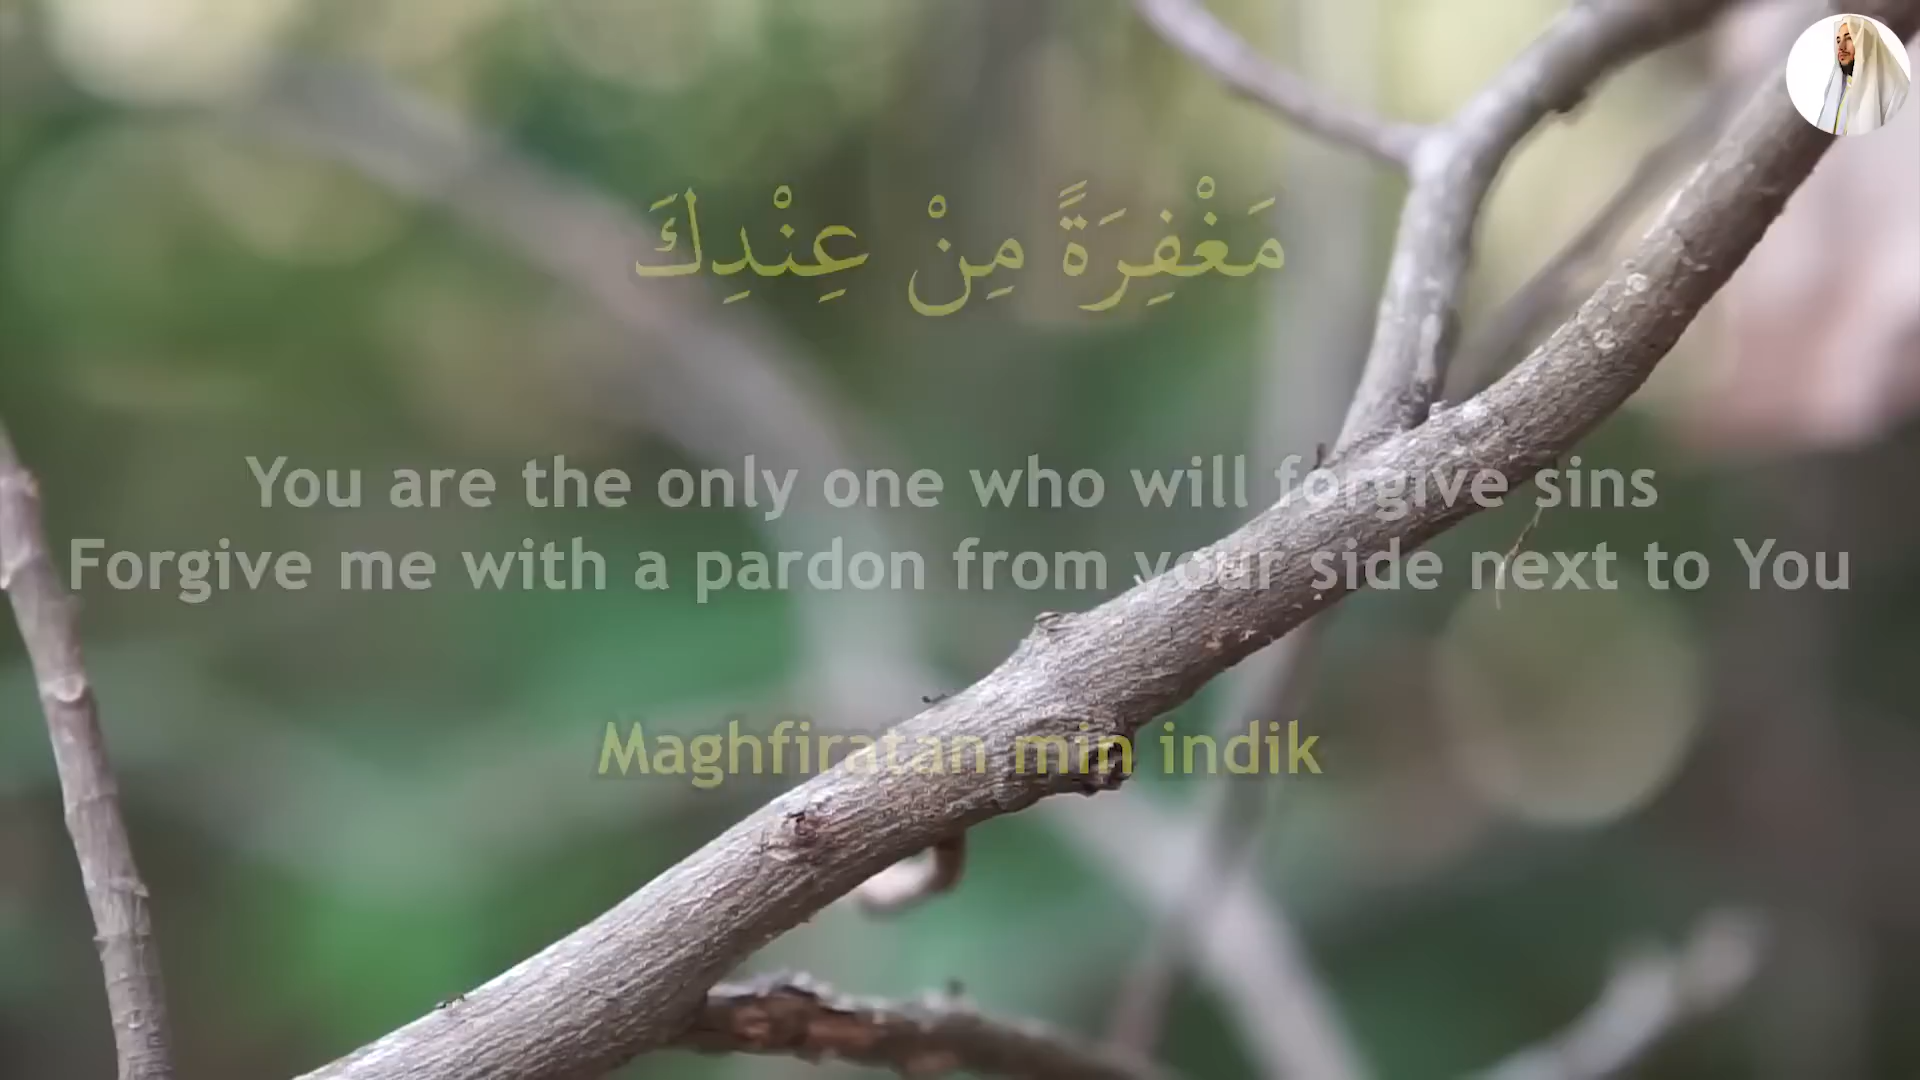 مَغْفِرَةً مِنْ عِنْدِكَ
You are the only one who will forgive sins
Forgive me with a pardon from your side next to You
Maghfiratan min indik